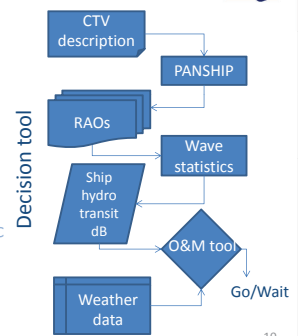 CTV
description
PANSHIP
RAOs
Wave
statistics
Ship
hydro
transit
dB
O&M tool
Go/Wait
Weather
data
Decision tool
c